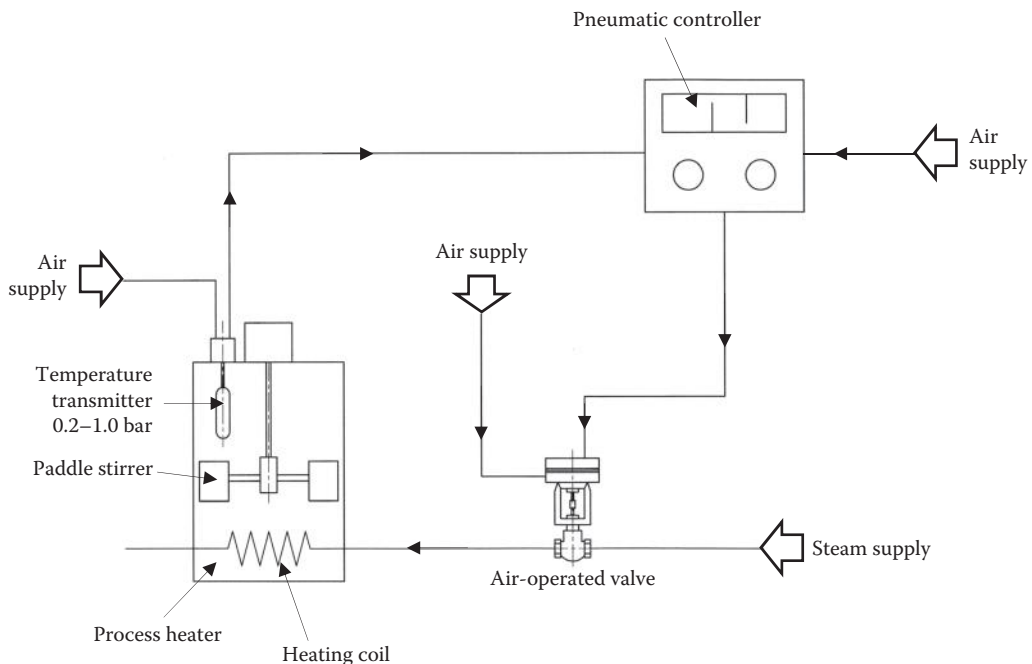 Pneumatic controller
Air
supply
Air supply
Air
supply
Temperature
transmitter
0.2–1.0 bar
Paddle stirrer
Steam supply
Air-operated valve
Process heater
Heating coil